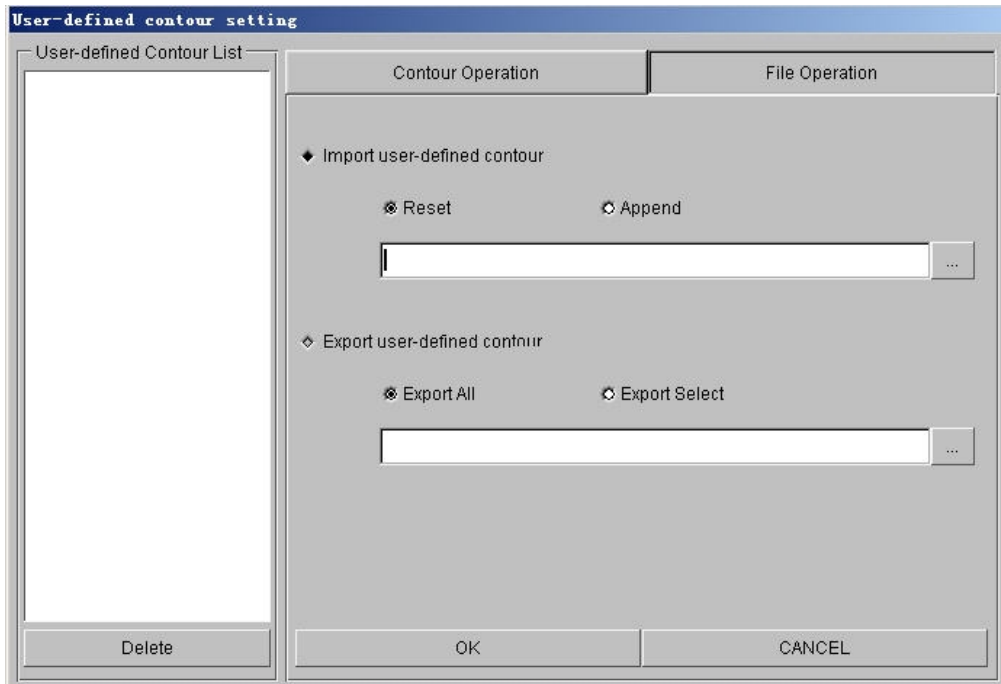 User-defined contour setting
User-defined Contour List
Contour Operation
File Operation
Import user-defined contour
Reset
Append
...
Export user-defined contour
Export All
Export Select
...
Delete
OK
CANCEL